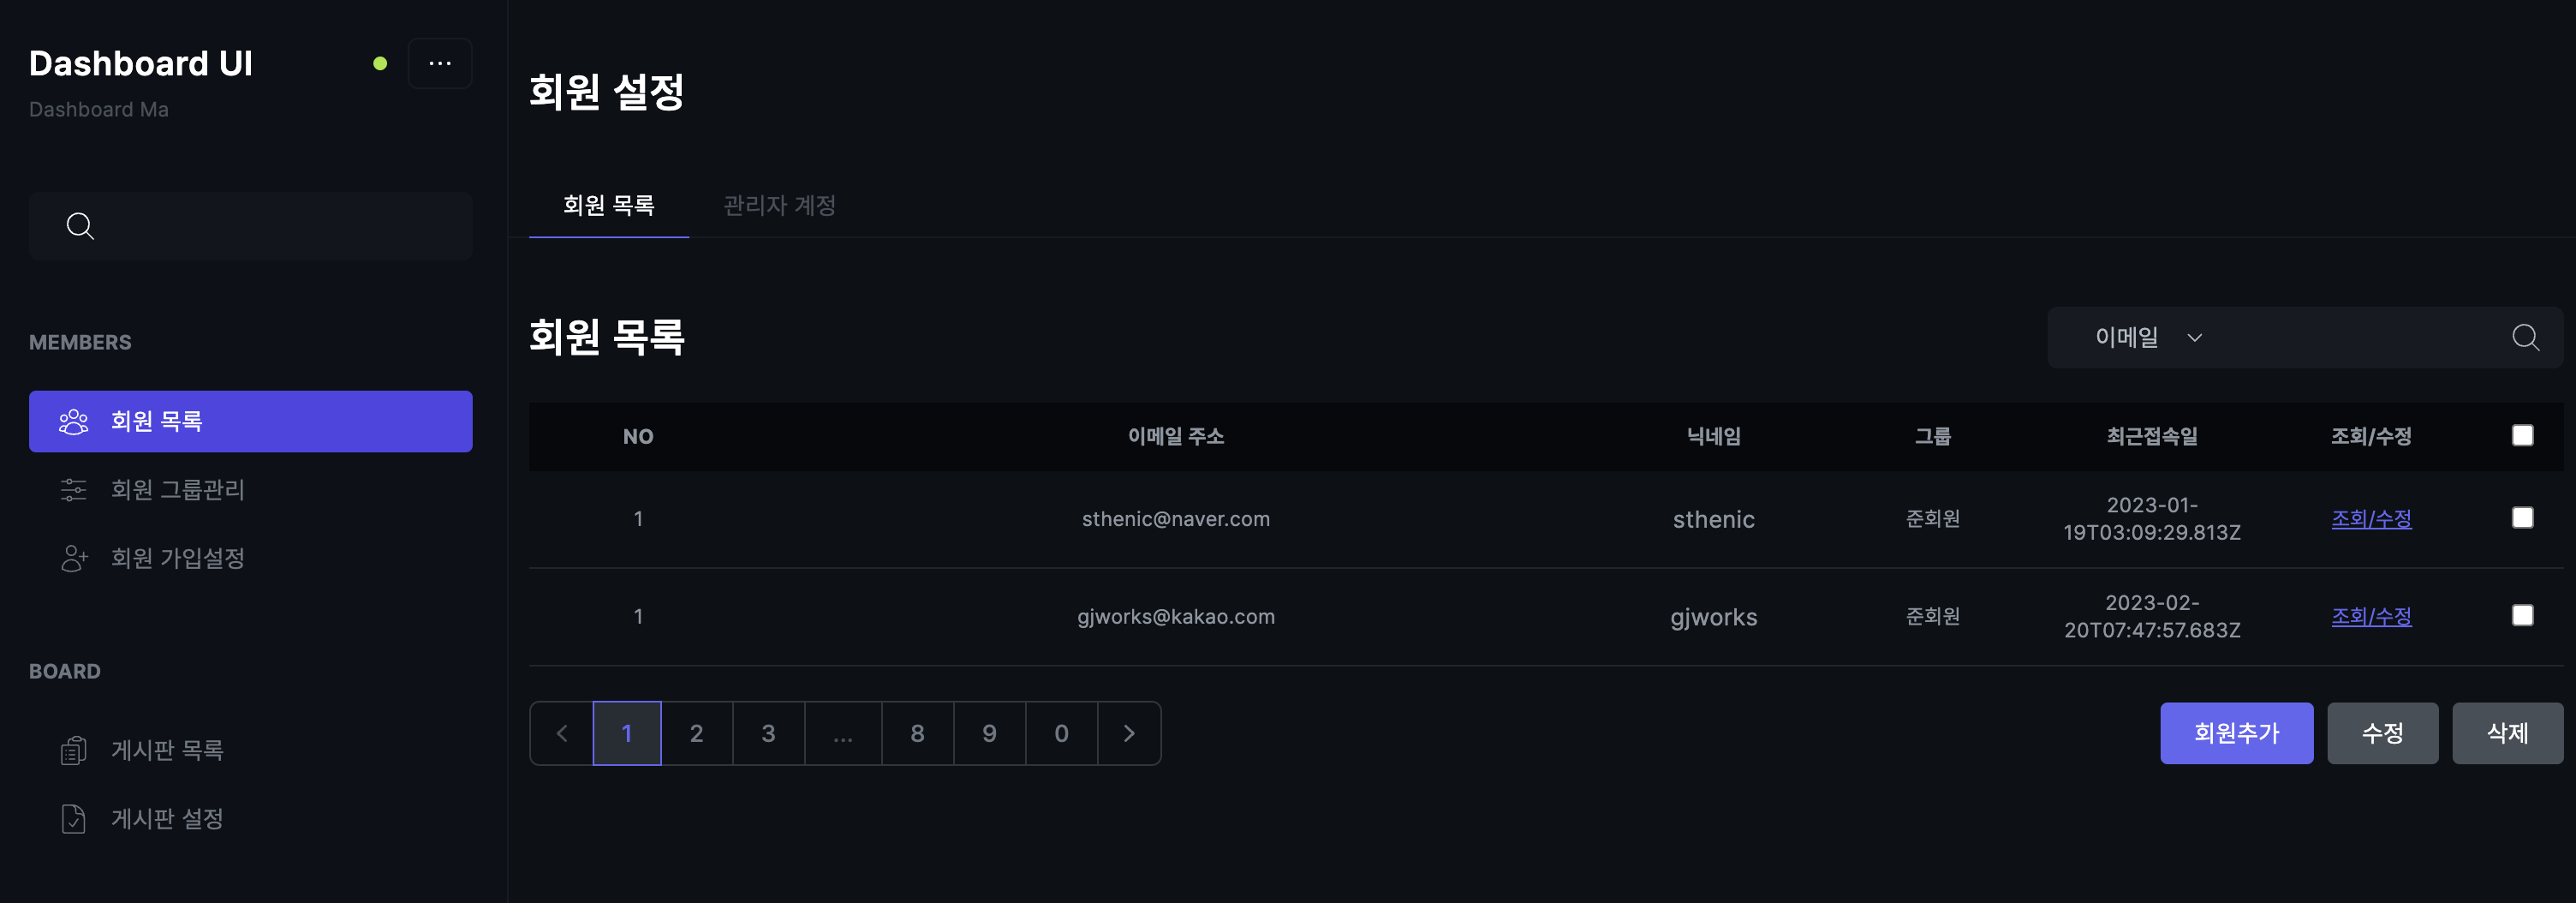 Dashboard UI
Dashboard Ma
MEMBERS
회원 목록
회원 그룹관리
회원 가입설정
BOARD
게시판 목록
게시판 설정
회원 설정
회원 목록 관리자 계정
회원 목록
이메일
NO 이메일 주소 닉네임 그룹 최근접속일 조회/수정
1 sthenic@naver.com sthenic 준회원 2023-01-
19T03:09:29.813Z 조회/수정
1 gjworks@kakao.com gjworks 준회원 2023-02-
20T07:47:57.683Z 조회/수정
1 2 3 ... 8 9 0
회원추가 수정 삭제